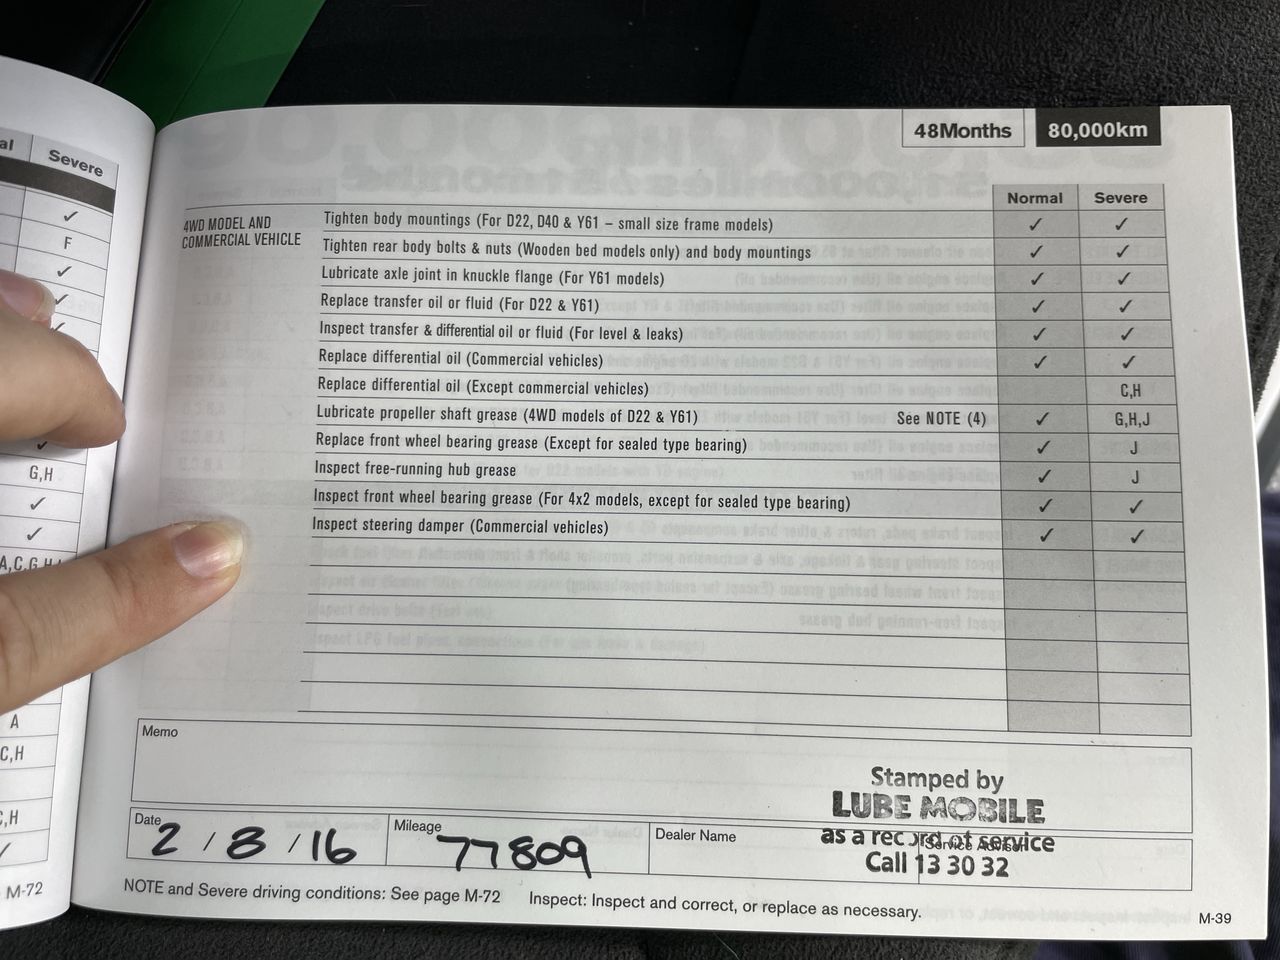 al Severe
✓
F
✓
✓
✓
✓
G,H
✓
✓
A
C,H
✓
M-72
48Months 80,000km
Normal Severe
4WD MODEL AND
COMMERCIAL VEHICLE
Tighten body mountings (For D22, D40 & Y61 – small size frame models) ✓ ✓
Tighten rear body bolts & nuts (Wooden bed models only) and body mountings ✓ ✓
Lubricate axle joint in knuckle flange (For Y61 models) ✓ ✓
Replace transfer oil or fluid (For D22 & Y61) ✓ ✓
Inspect transfer & differential oil or fluid (For level & leaks) ✓ ✓
Replace differential oil (Commercial vehicles) ✓ ✓
Replace differential oil (Except commercial vehicles) C,H
Lubricate propeller shaft grease (4WD models of D22 & Y61) See NOTE (4) ✓ G,H,J
Replace front wheel bearing grease (Except for sealed type bearing) ✓ J
Inspect free-running hub grease ✓ J
Inspect front wheel bearing grease (For 4x2 models, except for sealed type bearing) ✓ ✓
Inspect steering damper (Commercial vehicles) ✓ ✓
Memo
Stamped by
LUBE MOBILE
as a record of service
Call 13 30 32
Date 2/8/16
Mileage 77809
Dealer Name
Service Advisor
NOTE and Severe driving conditions: See page M-72 Inspect: Inspect and correct, or replace as necessary.
M-39